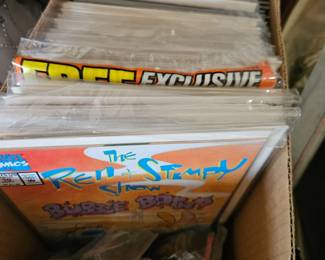 FREE EXCLUSIVE
COMICS
THE
Ren & Stimpy
SHOW